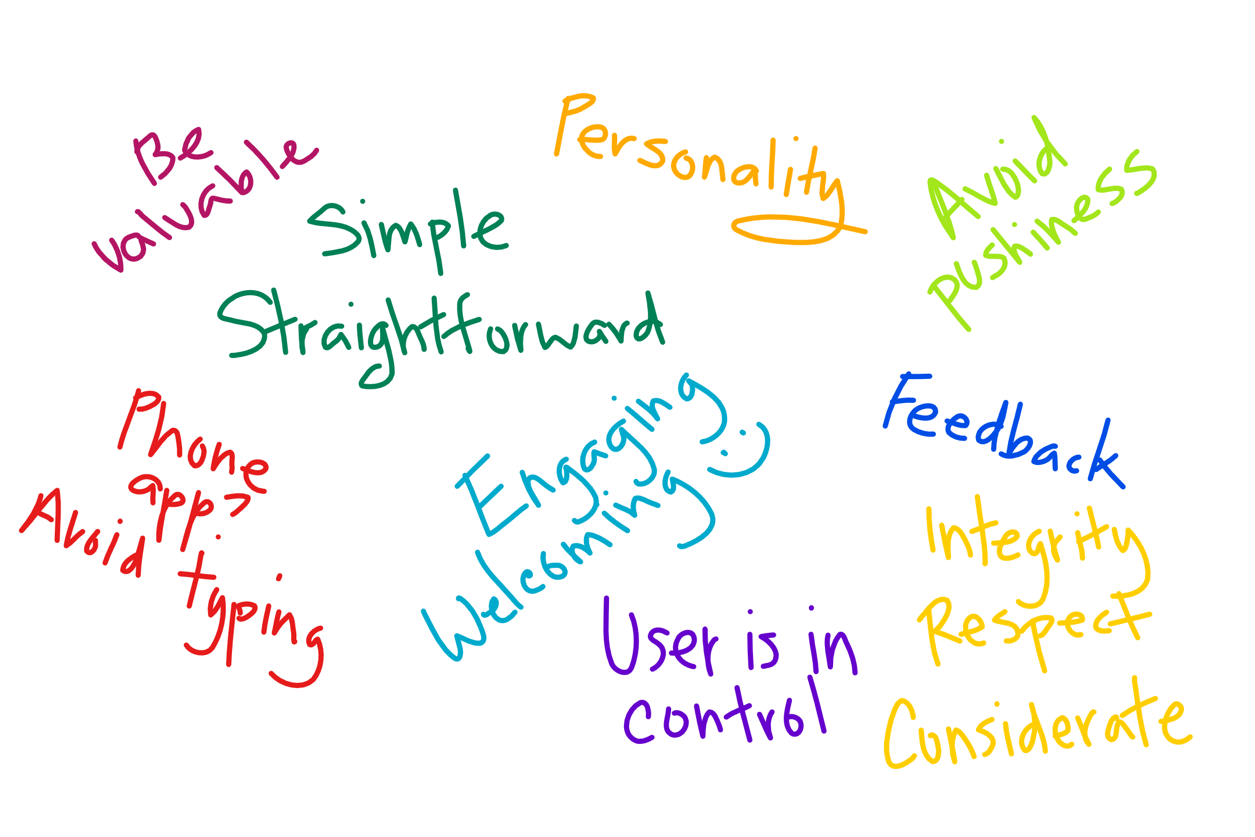 Be
valuable
Simple
Straightforward
Personality
Avoid
pushiness
Phone
app?
Avoid typing
Engaging
Welcoming :)
Feedback
User is in
control
Integrity
Respect
Considerate